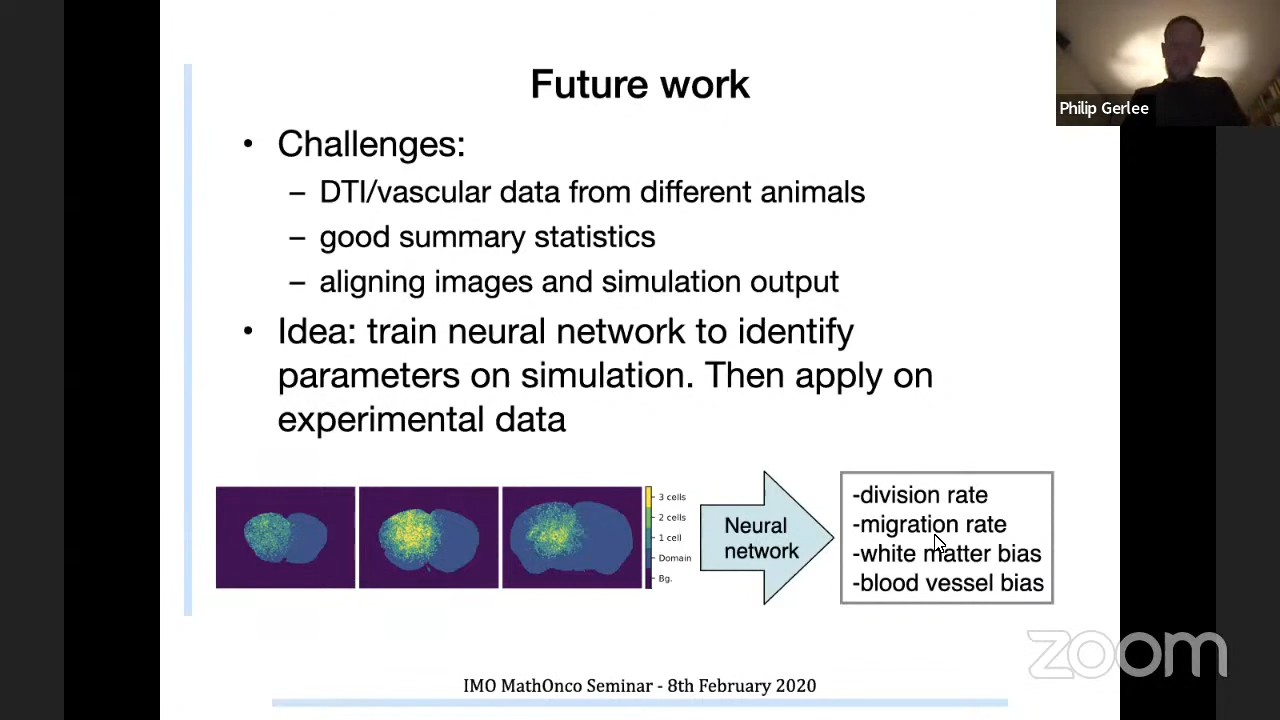 Philip Gerlee
Future work
• Challenges:
– DTI/vascular data from different animals
– good summary statistics
– aligning images and simulation output
• Idea: train neural network to identify
parameters on simulation. Then apply on
experimental data
3 cells
2 cells
1 cell
Domain
Bg.
Neural
network
-division rate
-migration rate
-white matter bias
-blood vessel bias
zoom
IMO MathOnco Seminar - 8th February 2020